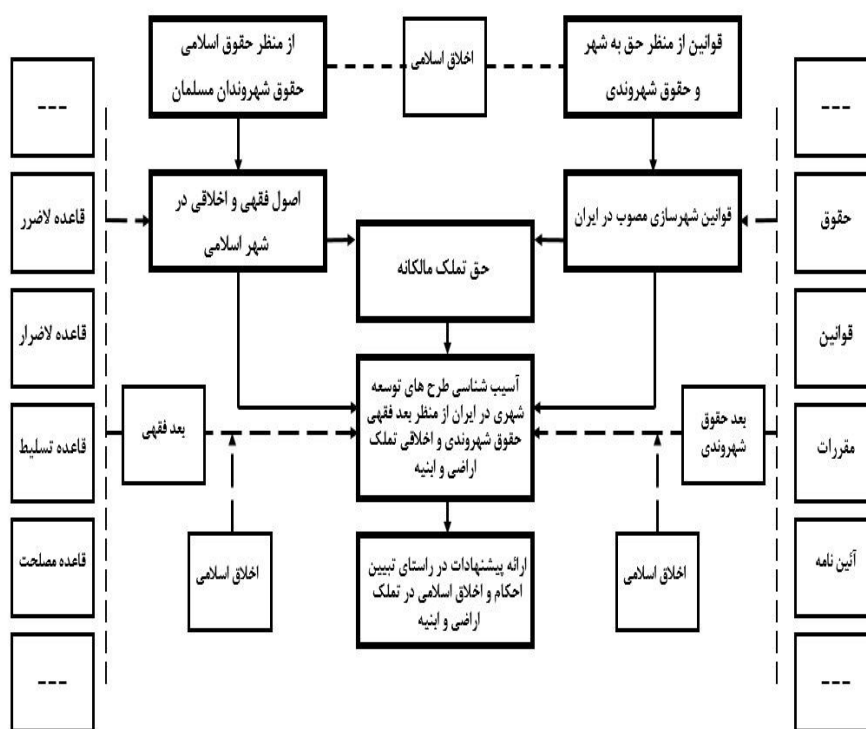 قوانین از منظر حق به شهر
و حقوق شهروندی
اخلاق اسلامی
از منظر حقوق اسلامی
حقوق شهروندان مسلمان
---
حقوق
قوانین
مقررات
آئین نامه
---
قوانین شهرسازی مصوب در ایران
اصول فقهی و اخلاقی در
شهر اسلامی
حق تملک مالکانه
---
قاعده لاضرر
قاعده لاضرار
قاعده تسلیط
قاعده مصلحت
---
بعد حقوق
شهروندی
آسیب شناسی طرح های توسعه
شهری در ایران از منظر بعد فقهی
حقوق شهروندی و اخلاقی تملک
اراضی و ابنیه
بعد فقهی
اخلاق اسلامی
ارائه پیشنهادات در راستای تبیین
احکام و اخلاق اسلامی در تملک
اراضی و ابنیه
اخلاق اسلامی